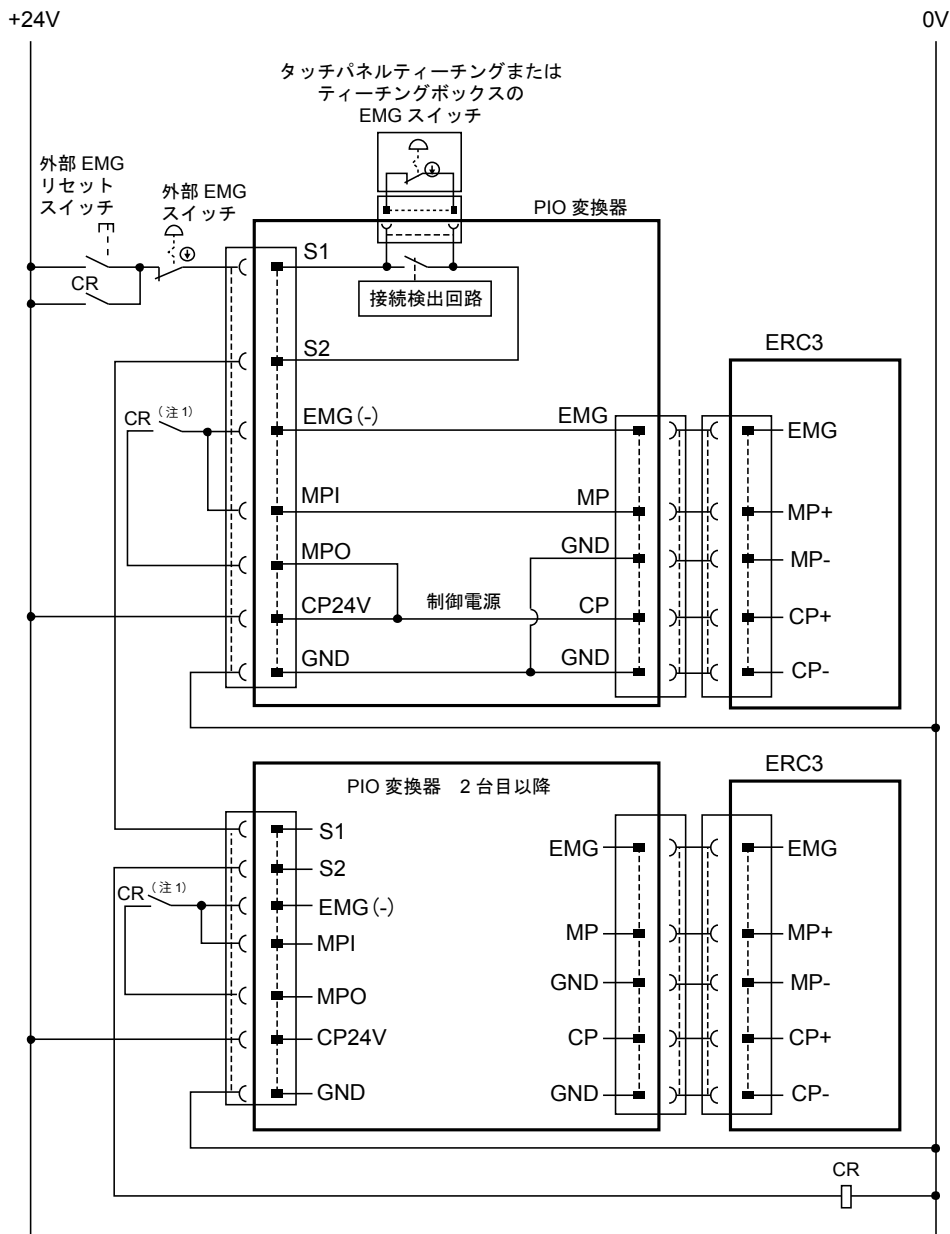 +24V
0V
タッチパネルティーチングまたは
ティーチングボックスの
EMG スイッチ
外部 EMG
リセット
スイッチ
外部 EMG
スイッチ
PIO 変換器
S1
CR
接続検出回路
S2
ERC3
CR (注 1)
EMG (-)
EMG
EMG
MPI
MP
MP+
MPO
GND
MP-
CP24V
制御電源
CP
CP+
GND
GND
CP-
PIO 変換器 2 台目以降
ERC3
S1
EMG
EMG
S2
CR (注 1)
EMG (-)
MPI
MP
MP+
MPO
GND
MP-
CP24V
CP
CP+
GND
GND
CP-
CR